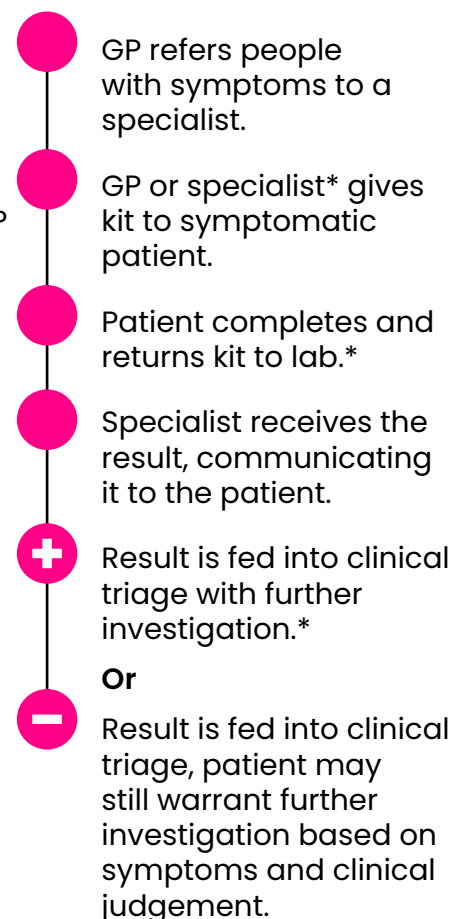 GP refers people
with symptoms to a
specialist.
GP or specialist* gives
kit to symptomatic
patient.
Patient completes and
returns kit to lab.*
Specialist receives the
result, communicating
it to the patient.
Result is fed into clinical
triage with further
investigation.*
Or
Result is fed into clinical
triage, patient may
still warrant further
investigation based on
symptoms and clinical
judgement.